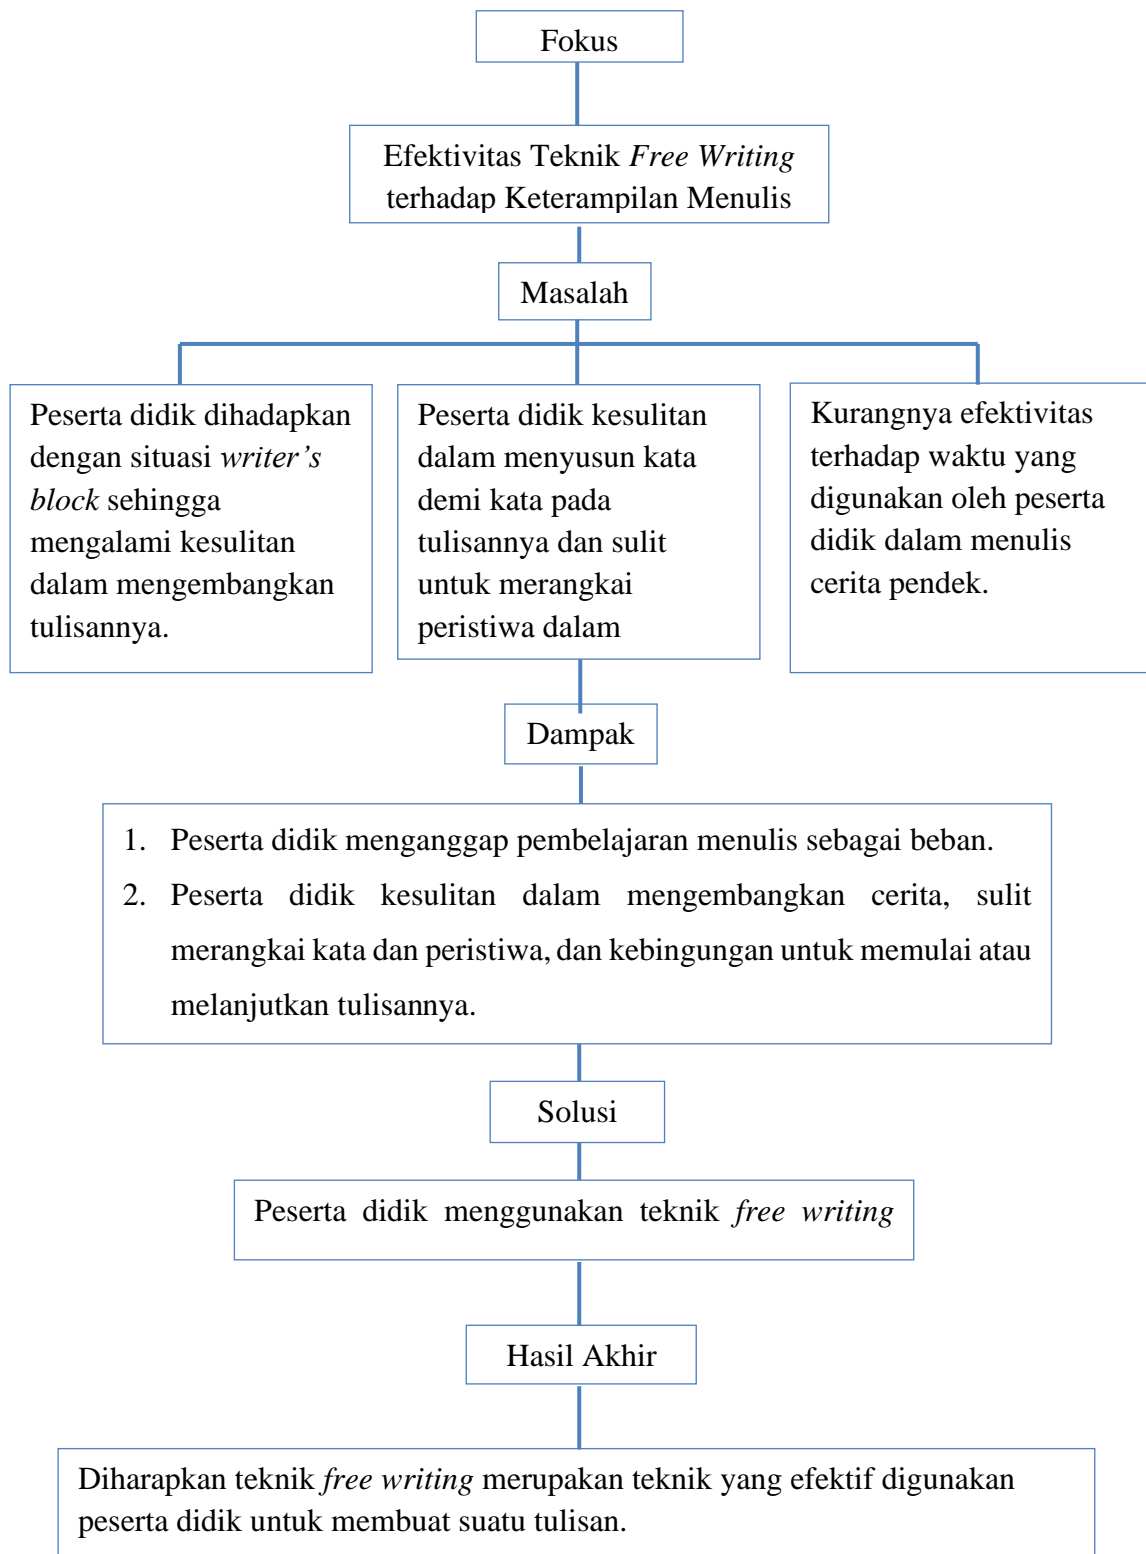 Fokus
Efektivitas Teknik Free Writing
terhadap Keterampilan Menulis
Masalah
Peserta didik dihadapkan
dengan situasi writer’s
block sehingga
mengalami kesulitan
dalam mengembangkan
tulisannya.
Peserta didik kesulitan
dalam menyusun kata
demi kata pada
tulisannya dan sulit
untuk merangkai
peristiwa dalam
Kurangnya efektivitas
terhadap waktu yang
digunakan oleh peserta
didik dalam menulis
cerita pendek.
Dampak
1. Peserta didik menganggap pembelajaran menulis sebagai beban.
2. Peserta didik kesulitan dalam mengembangkan cerita, sulit
merangkai kata dan peristiwa, dan kebingungan untuk memulai atau
melanjutkan tulisannya.
Solusi
Peserta didik menggunakan teknik free writing
Hasil Akhir
Diharapkan teknik free writing merupakan teknik yang efektif digunakan
peserta didik untuk membuat suatu tulisan.